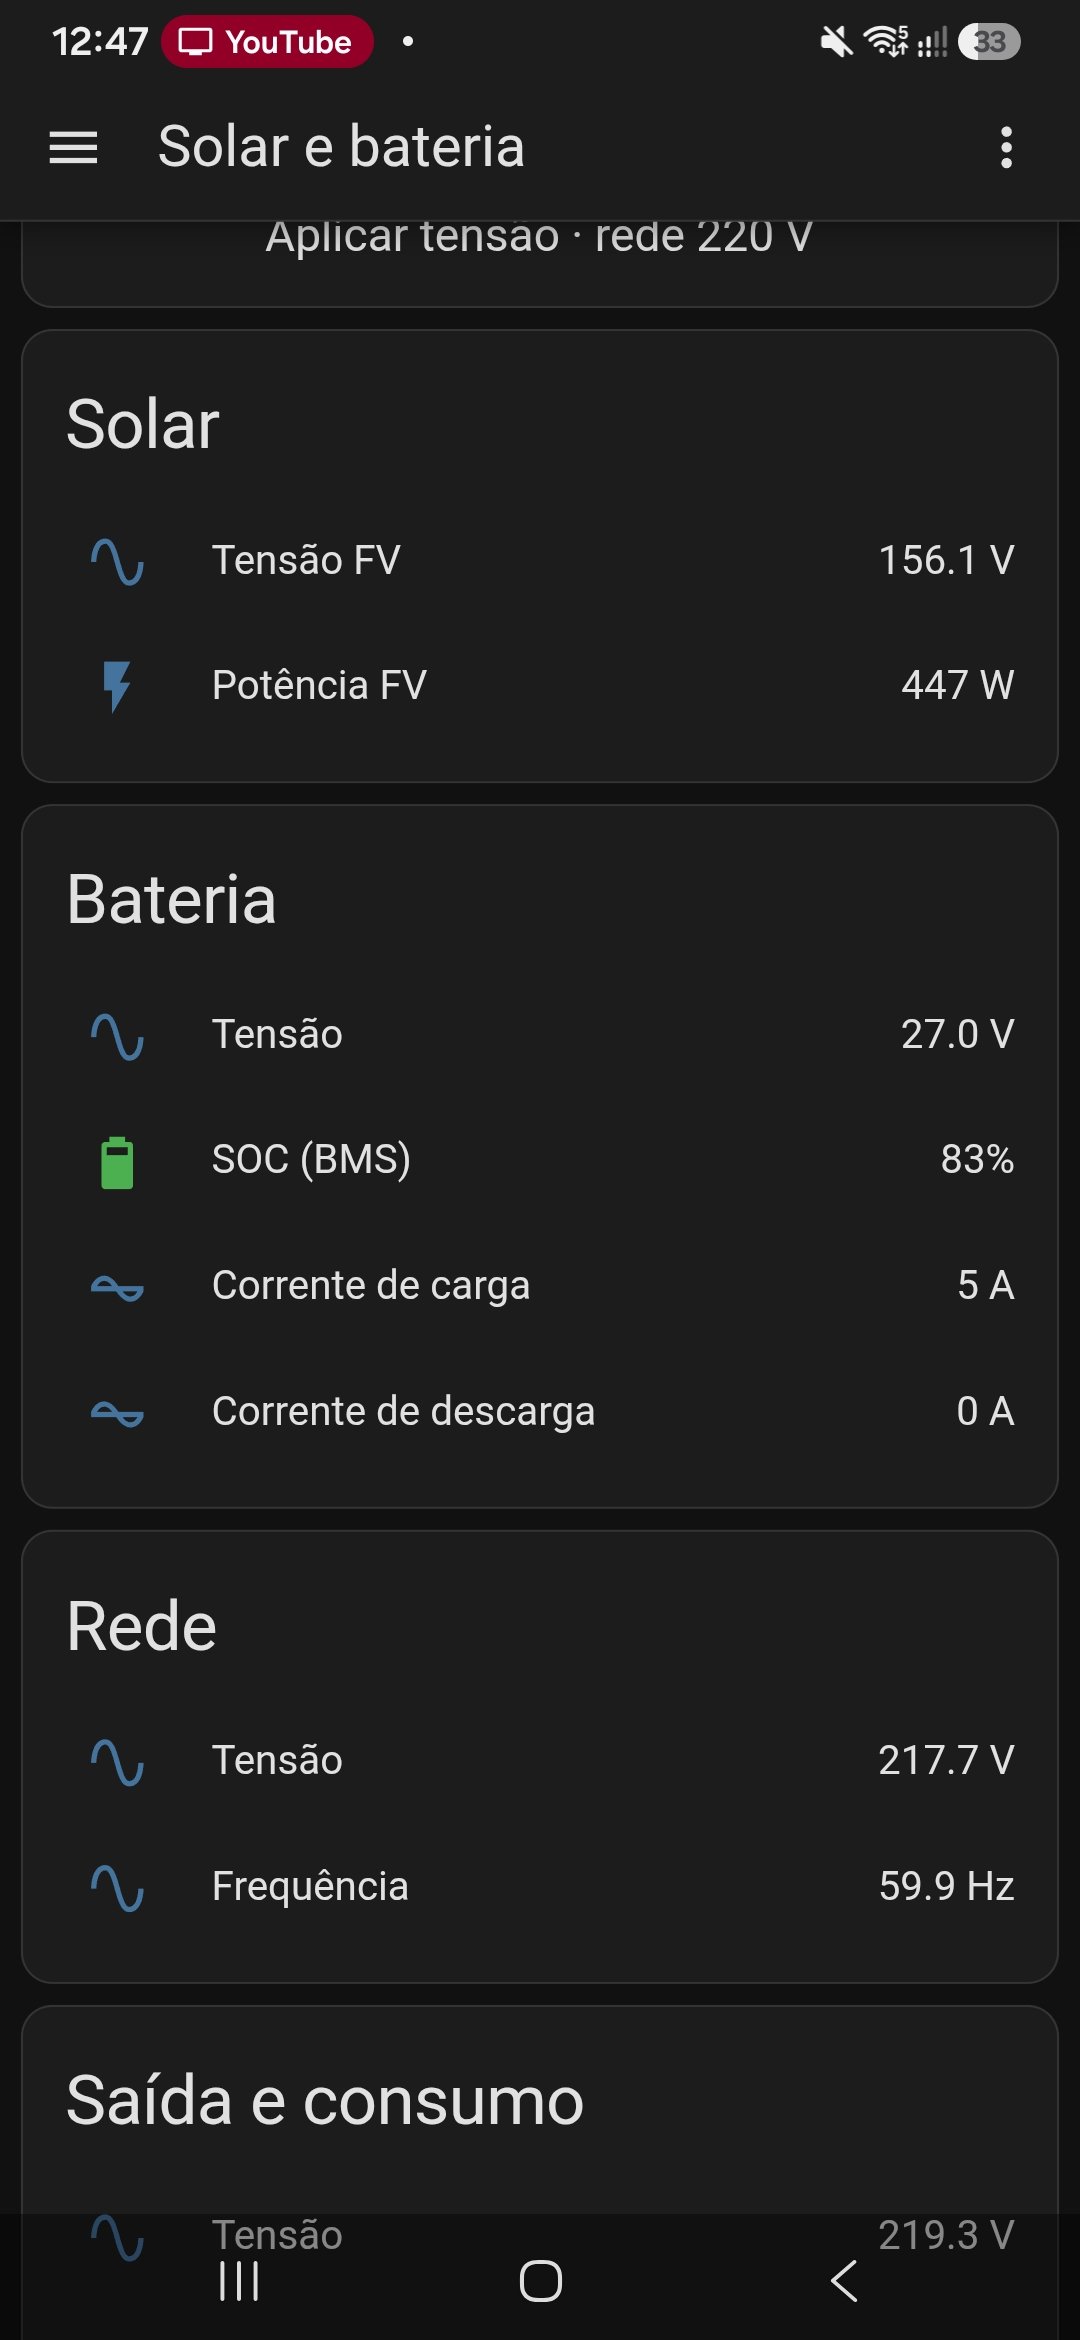 12:47 YouTube 5 33
Solar e bateria
Aplicar tensão · rede 220 V
Solar
Tensão FV 156.1 V
Potência FV 447 W
Bateria
Tensão 27.0 V
SOC (BMS) 83%
Corrente de carga 5 A
Corrente de descarga 0 A
Rede
Tensão 217.7 V
Frequência 59.9 Hz
Saída e consumo
Tensão 219.3 V